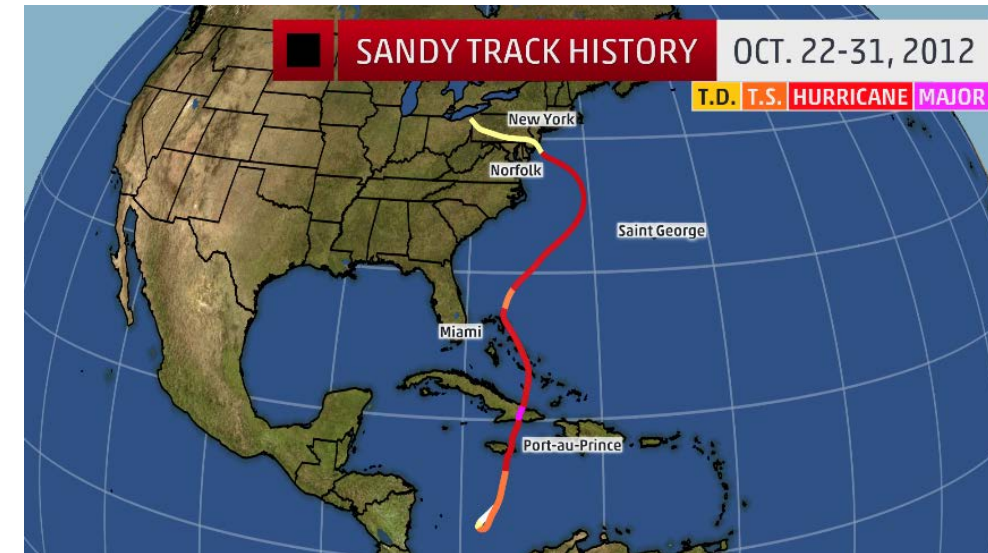 SANDY TRACK HISTORY OCT. 22-31, 2012
T.D. T.S. HURRICANE MAJOR
New York
Norfolk
Saint George
Miami
Port-au-Prince